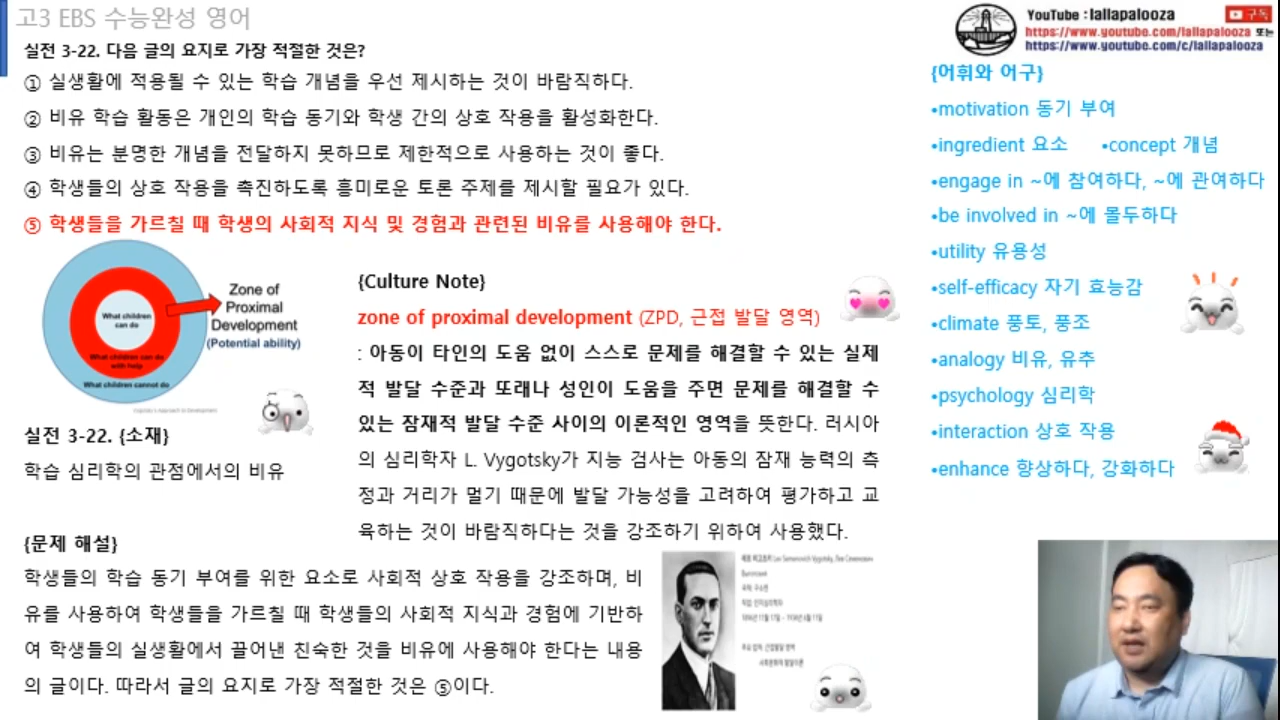 고3 EBS 수능완성 영어
YouTube : lallapalooza
구독
https://www.youtube.com/lallapalooza 또는
https://www.youtube.com/c/lallapalooza
실전 3-22. 다음 글의 요지로 가장 적절한 것은?
① 실생활에 적용될 수 있는 학습 개념을 우선 제시하는 것이 바람직하다.
② 비유 학습 활동은 개인의 학습 동기와 학생 간의 상호 작용을 활성화한다.
③ 비유는 분명한 개념을 전달하지 못하므로 제한적으로 사용하는 것이 좋다.
④ 학생들의 상호 작용을 촉진하도록 흥미로운 토론 주제를 제시할 필요가 있다.
⑤ 학생들을 가르칠 때 학생의 사회적 지식 및 경험과 관련된 비유를 사용해야 한다.
What children
can do
What children can do
with help
What children cannot do
Zone of
Proximal
Development
(Potential ability)
Vygotsky's Approach to Development
실전 3-22. {소재}
학습 심리학의 관점에서의 비유
{Culture Note}
zone of proximal development (ZPD, 근접 발달 영역)
: 아동이 타인의 도움 없이 스스로 문제를 해결할 수 있는 실제
적 발달 수준과 또래나 성인이 도움을 주면 문제를 해결할 수
있는 잠재적 발달 수준 사이의 이론적인 영역을 뜻한다. 러시아
의 심리학자 L. Vygotsky가 지능 검사는 아동의 잠재 능력의 측
정과 거리가 멀기 때문에 발달 가능성을 고려하여 평가하고 교
육하는 것이 바람직하다는 것을 강조하기 위하여 사용했다.
{문제 해설}
학생들의 학습 동기 부여를 위한 요소로 사회적 상호 작용을 강조하며, 비
유를 사용하여 학생들을 가르칠 때 학생들의 사회적 지식과 경험에 기반하
여 학생들의 실생활에서 끌어낸 친숙한 것을 비유에 사용해야 한다는 내용
의 글이다. 따라서 글의 요지로 가장 적절한 것은 ⑤이다.
{어휘와 어구}
•motivation 동기 부여
•ingredient 요소 •concept 개념
•engage in ~에 참여하다, ~에 관여하다
•be involved in ~에 몰두하다
•utility 유용성
•self-efficacy 자기 효능감
•climate 풍토, 풍조
•analogy 비유, 유추
•psychology 심리학
•interaction 상호 작용
•enhance 향상하다, 강화하다